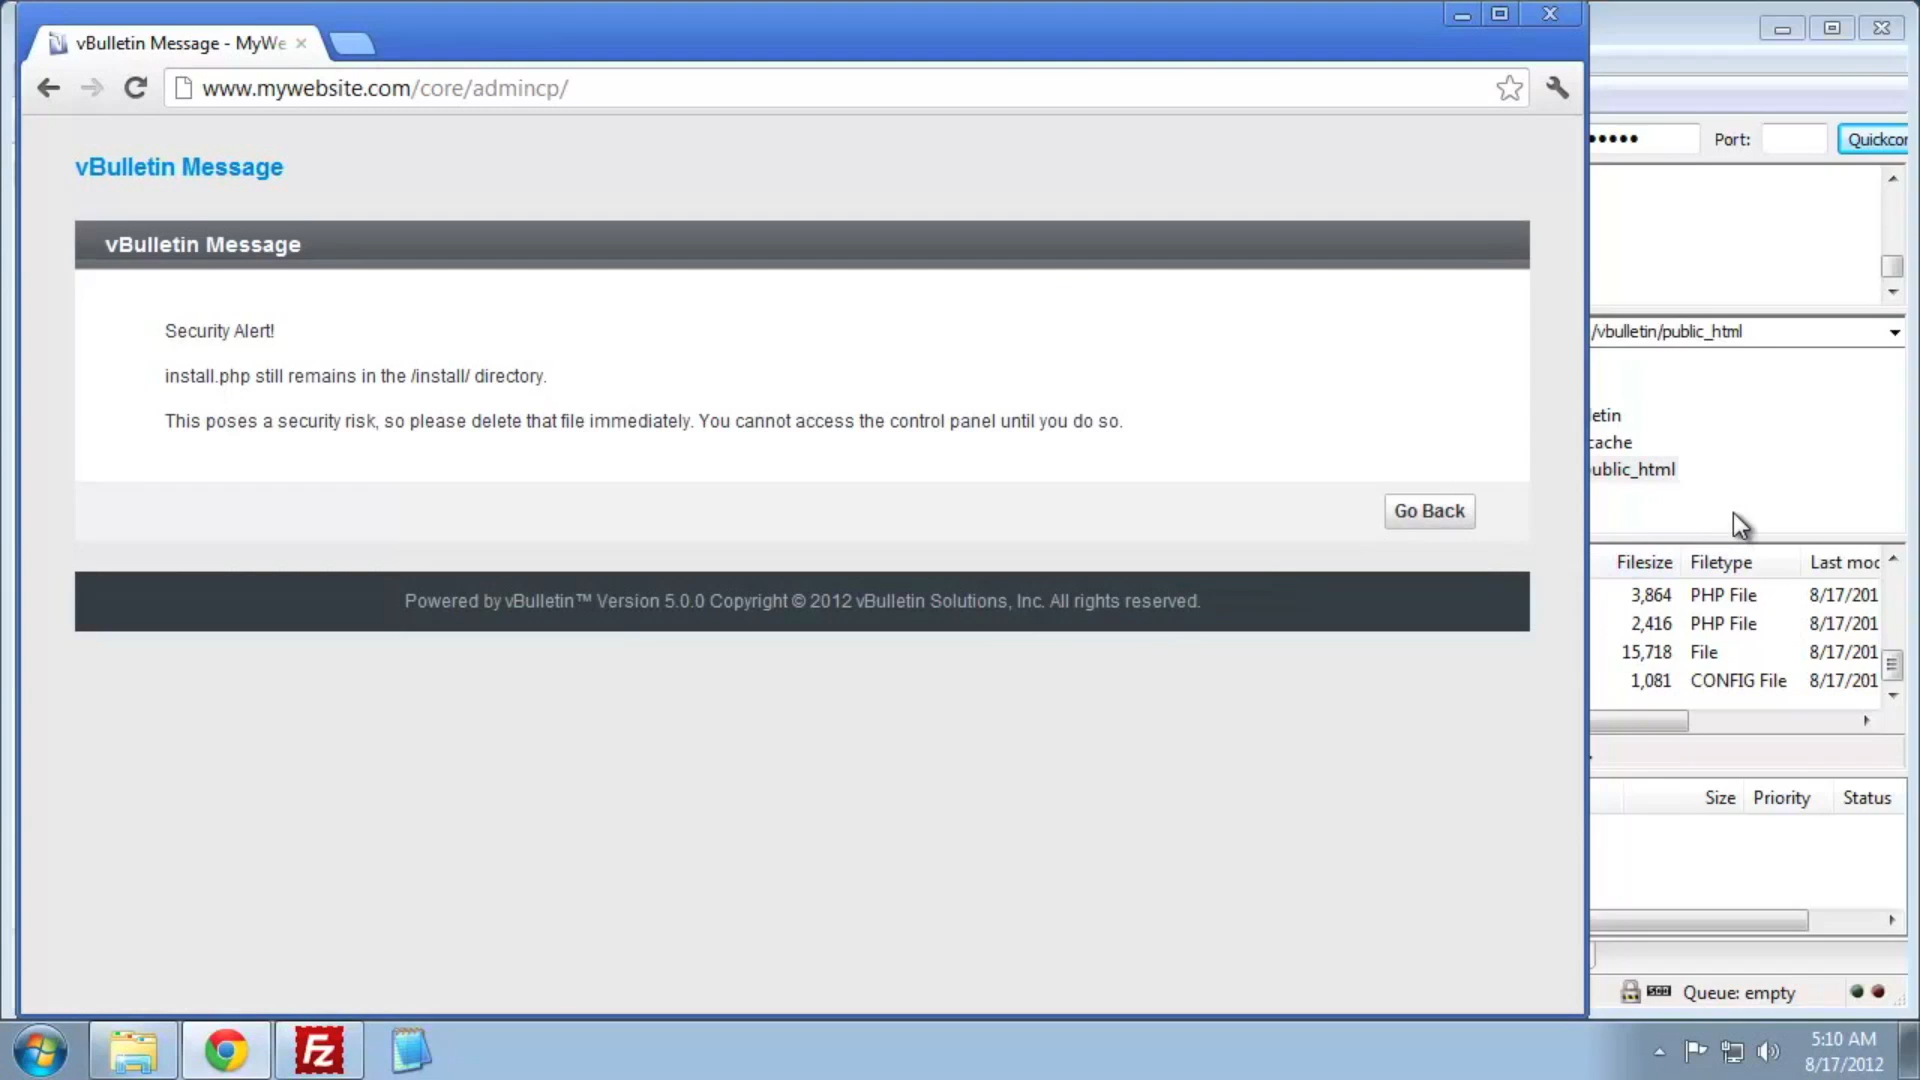 vBulletin Message - MyWe
www.mywebsite.com/core/admincp/
vBulletin Message
vBulletin Message
Security Alert!
install.php still remains in the /install/ directory.
This poses a security risk, so please delete that file immediately. You cannot access the control panel until you do so.
Go Back
Powered by vBulletin™ Version 5.0.0 Copyright © 2012 vBulletin Solutions, Inc. All rights reserved.
Port:
Quickcor
/vbulletin/public_html
etin
cache
ublic_html
Filesize Filetype Last moc
3,864 PHP File 8/17/201
2,416 PHP File 8/17/201
15,718 File 8/17/201
1,081 CONFIG File 8/17/201
Size Priority Status
Queue: empty
Fz
5:10 AM
8/17/2012